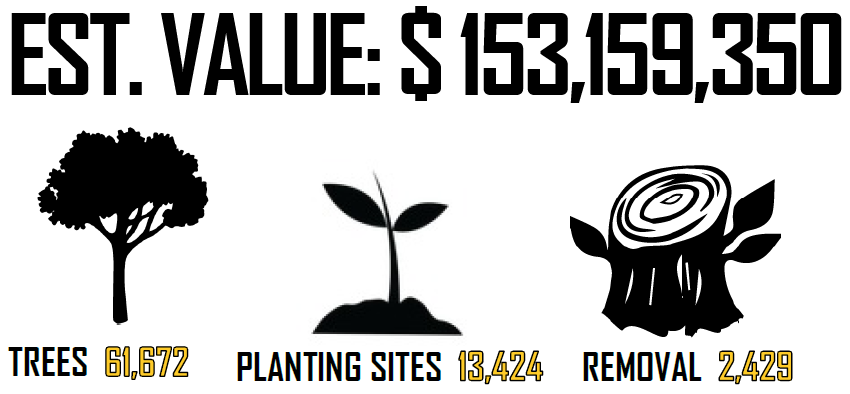 EST. VALUE: $ 153,159,350
TREES 61,672
PLANTING SITES 13,424
REMOVAL 2,429